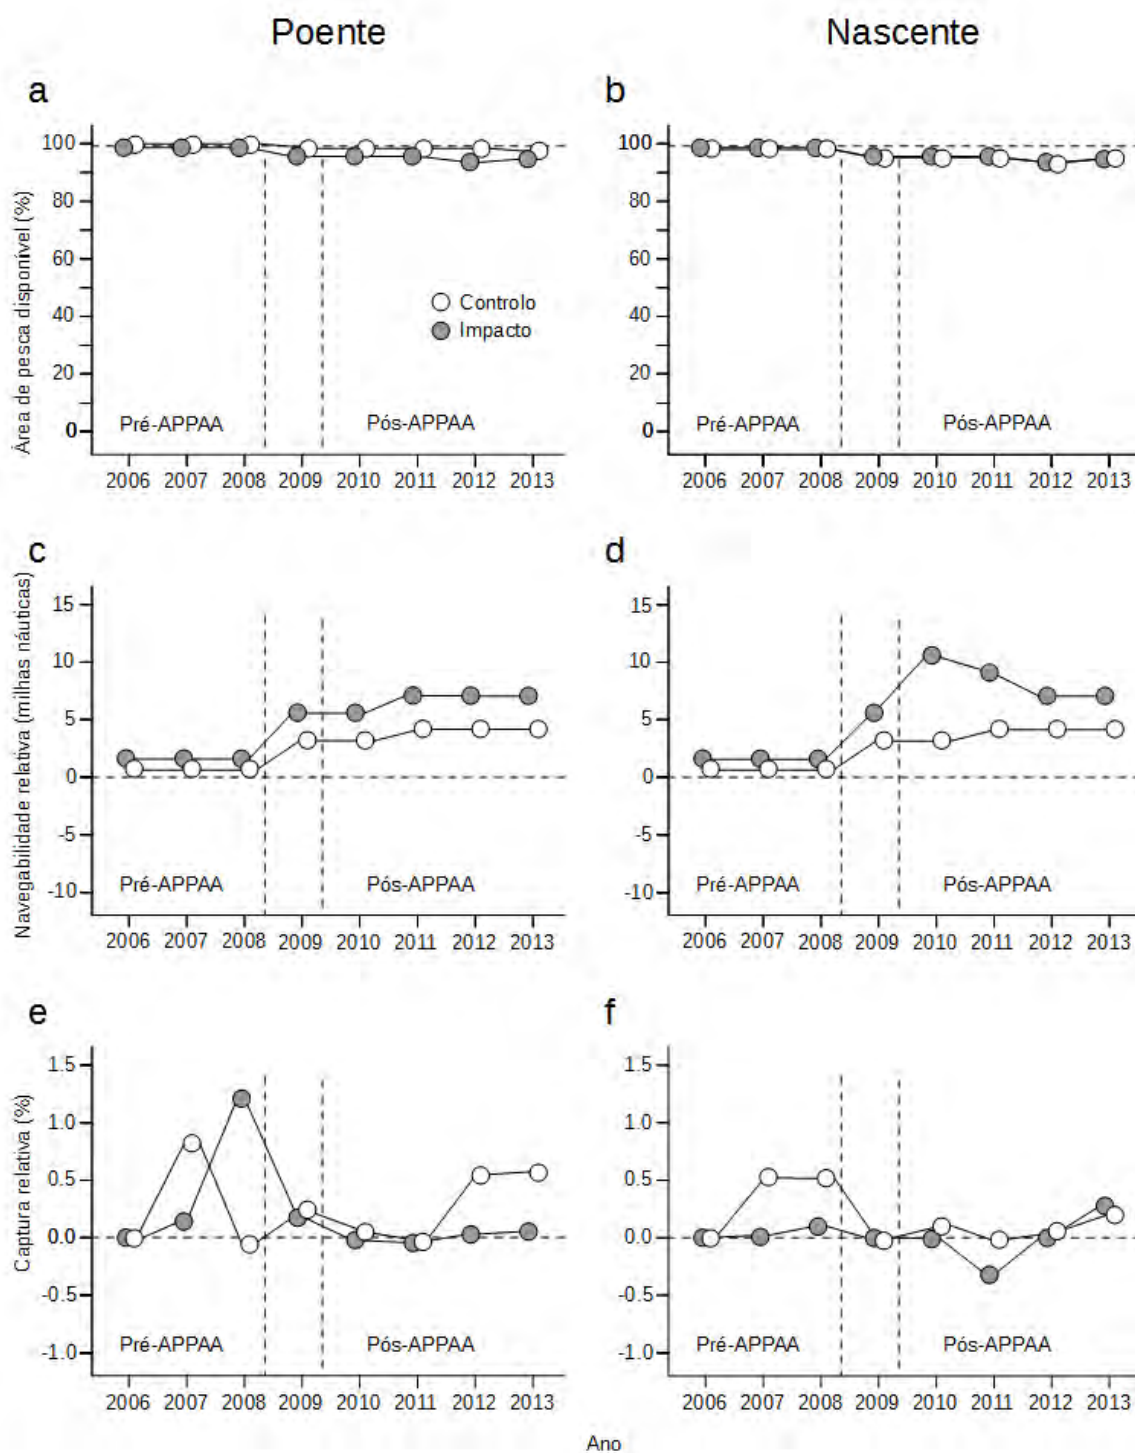 Poente
Nascente
a
b
Área de pesca disponível (%)
100
80
60
40
20
0
Controlo
Impacto
Pré-APPAA
Pós-APPAA
2006 2007 2008 2009 2010 2011 2012 2013
100
80
60
40
20
0
Pré-APPAA
Pós-APPAA
2006 2007 2008 2009 2010 2011 2012 2013
c
d
Navegabilidade relativa (milhas náuticas)
15
10
5
0
-5
-10
Pré-APPAA
Pós-APPAA
2006 2007 2008 2009 2010 2011 2012 2013
15
10
5
0
-5
-10
Pré-APPAA
Pós-APPAA
2006 2007 2008 2009 2010 2011 2012 2013
e
f
Captura relativa (%)
1.5
1.0
0.5
0.0
-0.5
-1.0
Pré-APPAA
Pós-APPAA
2006 2007 2008 2009 2010 2011 2012 2013
1.5
1.0
0.5
0.0
-0.5
-1.0
Pré-APPAA
Pós-APPAA
2006 2007 2008 2009 2010 2011 2012 2013
Ano